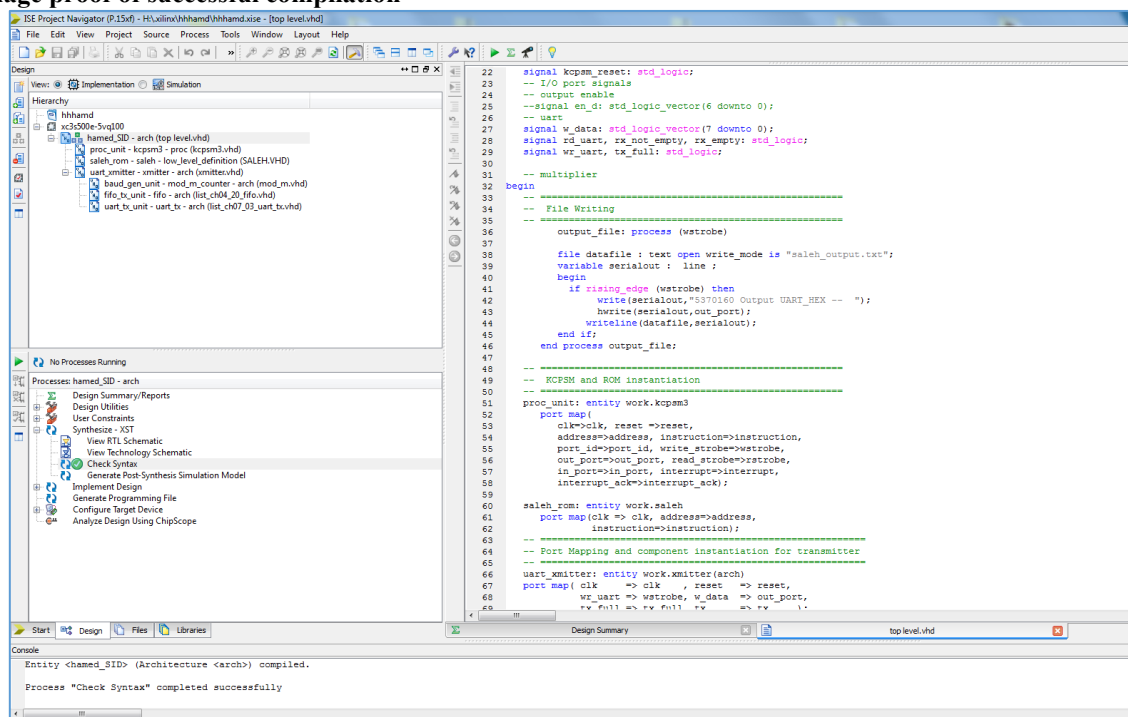 age proof of successful compilation
ISE Project Navigator (P.15xf) - H:\xilinx\hhhamd\hhhamd.xise - [top level.vhd]
File Edit View Project Source Process Tools Window Layout Help
Design
View: Implementation Simulation
Hierarchy
hhhamd
xc3s500e-5vq100
hamed_SID - arch (top level.vhd)
proc_unit - kcpsm3 - proc (kcpsm3.vhd)
saleh_rom - saleh - low_level_definition (SALEH.VHD)
uart_xmitter - xmitter - arch (xmitter.vhd)
baud_gen_unit - mod_m_counter - arch (mod_m.vhd)
fifo_tx_unit - fifo - arch (list_ch04_20_fifo.vhd)
uart_tx_unit - uart_tx - arch (list_ch07_03_uart_tx.vhd)
No Processes Running
Processes: hamed_SID - arch
Design Summary/Reports
Design Utilities
User Constraints
Synthesize - XST
View RTL Schematic
View Technology Schematic
Check Syntax
Generate Post-Synthesis Simulation Model
Implement Design
Generate Programming File
Configure Target Device
Analyze Design Using ChipScope
Start Design Files Libraries
22 signal kcpsm_reset: std_logic;
23 -- I/O port signals
24 -- output enable
25 --signal en_d: std_logic_vector(6 downto 0);
26 -- uart
27 signal w_data: std_logic_vector(7 downto 0);
28 signal rd_uart, rx_not_empty, rx_empty: std_logic;
29 signal wr_uart, tx_full: std_logic;
30
31 -- multiplier
32 begin
33 -- =====================================================
34 -- File Writing
35 -- =====================================================
36 output_file: process (wstrobe)
37
38 file datafile : text open write_mode is "saleh_output.txt";
39 variable serialout : line ;
40 begin
41 if rising_edge (wstrobe) then
42 write(serialout,"5370160 Output UART_HEX -- ");
43 hwrite(serialout,out_port);
44 writeline(datafile,serialout);
45 end if;
46 end process output_file;
47
48 -- =====================================================
49 -- KCPSM and ROM instantiation
50 -- =====================================================
51 proc_unit: entity work.kcpsm3
52 port map(
53 clk=>clk, reset =>reset,
54 address=>address, instruction=>instruction,
55 port_id=>port_id, write_strobe=>wstrobe,
56 out_port=>out_port, read_strobe=>rstrobe,
57 in_port=>in_port, interrupt=>interrupt,
58 interrupt_ack=>interrupt_ack);
59
60 saleh_rom: entity work.saleh
61 port map(clk => clk, address=>address,
62 instruction=>instruction);
63 -- =========================================================
64 -- Port Mapping and component instantiation for transmitter
65 -- =========================================================
66 uart_xmitter: entity work.xmitter(arch)
67 port map( clk => clk , reset => reset,
68 wr_uart => wstrobe, w_data => out_port,
69 tx_full => tx_full, tx => tx );
Design Summary
top level.vhd
Console
Entity <hamed_SID> (Architecture <arch>) compiled.
Process "Check Syntax" completed successfully